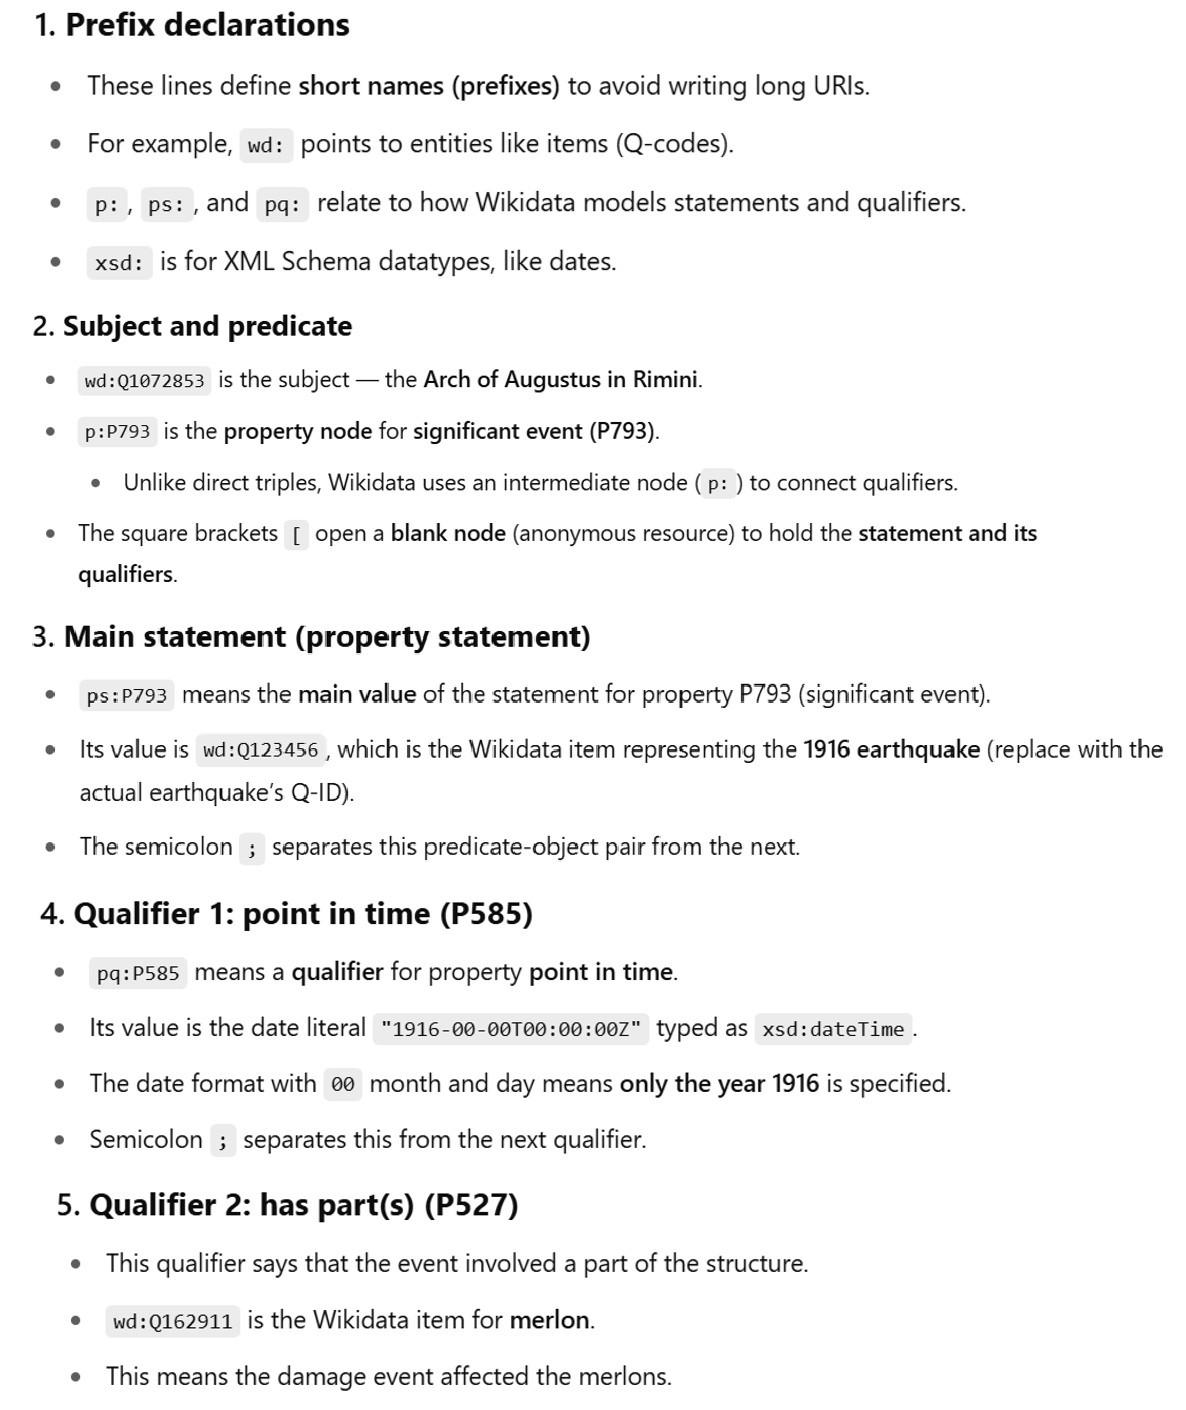 1. Prefix declarations
• These lines define short names (prefixes) to avoid writing long URIs.
• For example, wd: points to entities like items (Q-codes).
• p:, ps:, and pq: relate to how Wikidata models statements and qualifiers.
• xsd: is for XML Schema datatypes, like dates.
2. Subject and predicate
• wd:Q1072853 is the subject — the Arch of Augustus in Rimini.
• p:P793 is the property node for significant event (P793).
• Unlike direct triples, Wikidata uses an intermediate node (p:) to connect qualifiers.
• The square brackets [ open a blank node (anonymous resource) to hold the statement and its
qualifiers.
3. Main statement (property statement)
• ps:P793 means the main value of the statement for property P793 (significant event).
• Its value is wd:Q123456, which is the Wikidata item representing the 1916 earthquake (replace with the
actual earthquake's Q-ID).
• The semicolon ; separates this predicate-object pair from the next.
4. Qualifier 1: point in time (P585)
• pq:P585 means a qualifier for property point in time.
• Its value is the date literal "1916-00-00T00:00:00Z" typed as xsd:dateTime.
• The date format with 00 month and day means only the year 1916 is specified.
• Semicolon ; separates this from the next qualifier.
5. Qualifier 2: has part(s) (P527)
• This qualifier says that the event involved a part of the structure.
• wd:Q162911 is the Wikidata item for merlon.
• This means the damage event affected the merlons.